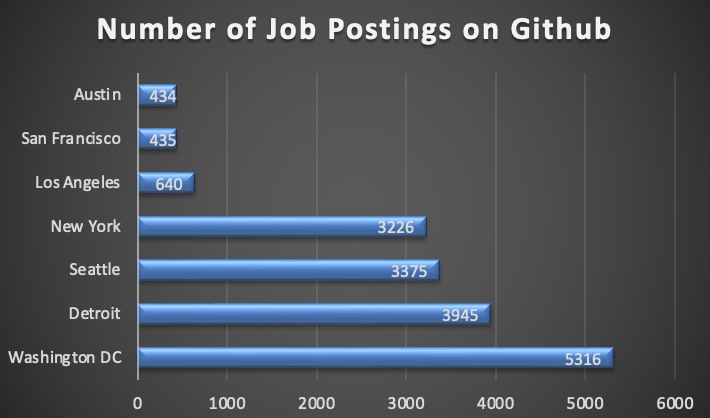 Number of Job Postings on Github
Austin 434
San Francisco 435
Los Angeles 640
New York 3226
Seattle 3375
Detroit 3945
Washington DC 5316
0 1000 2000 3000 4000 5000 6000